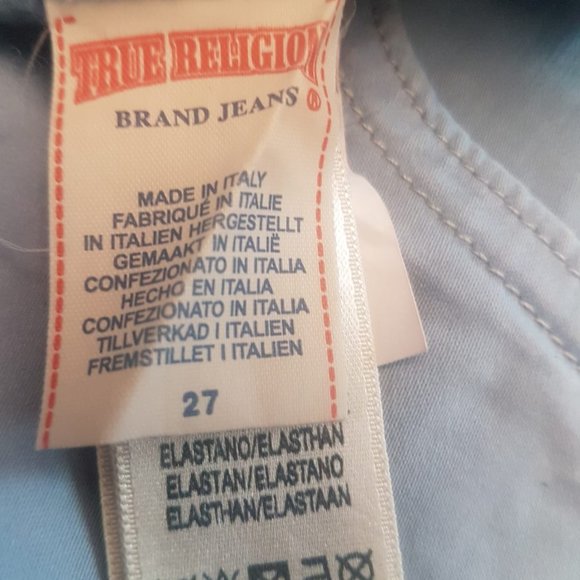 TRUE RELIGION
BRAND JEANS ®
MADE IN ITALY
FABRIQUÉ IN ITALIE
IN ITALIEN HERGESTELLT
GEMAAKT IN ITALIË
CONFEZIONATO IN ITALIA
HECHO EN ITALIA
CONFEZIONATO IN ITALIA
TILLVERKAD I ITALIEN
FREMSTILLET I ITALIEN
27
ELASTANO/ELASTHAN
ELASTAN/ELASTANO
ELASTHAN/ELASTAAN